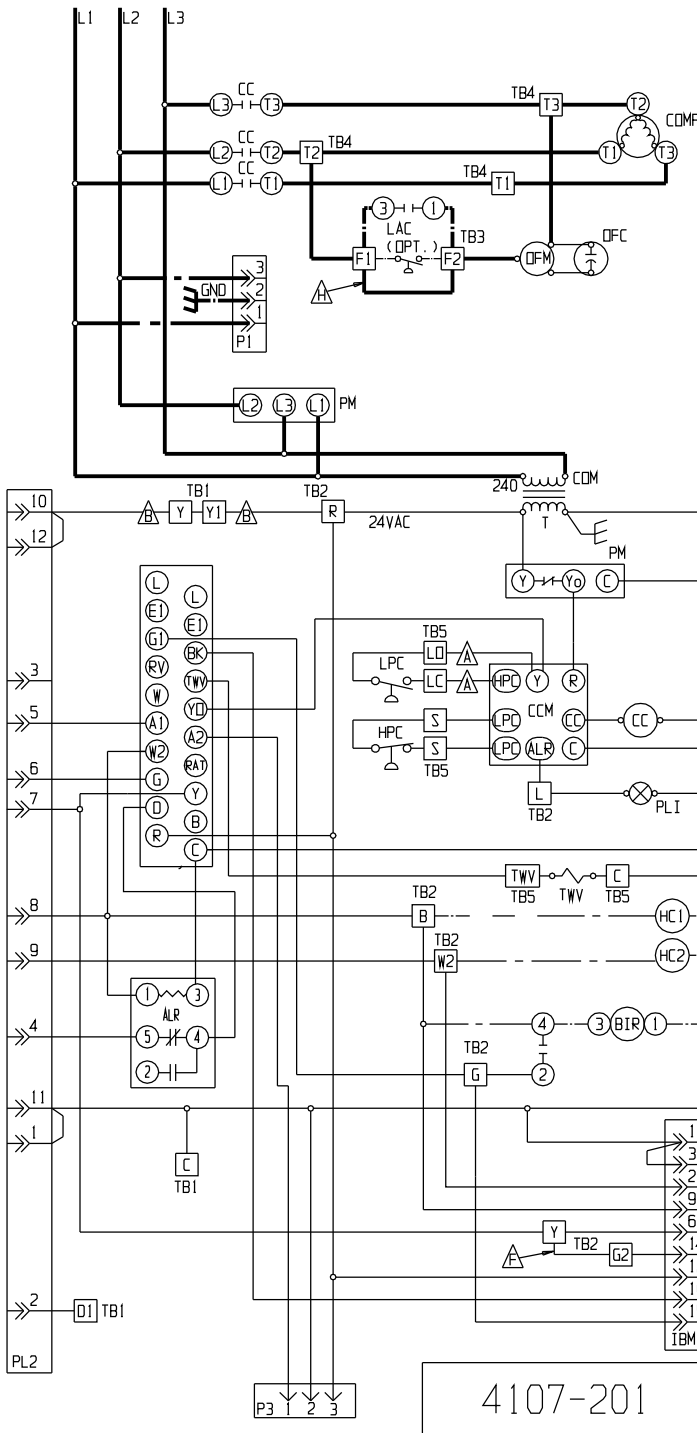 L1 L2 L3
L3 CC T3 TB4 T3 T2
L2 CC T2 T2 TB4 T1 COMP T3
L1 CC T1 TB4 T1
3 1
LAC
(OPT.)
F1 F2 TB3
OFM OFC
H
3
GND 2
1
P1
L2 L3 L1 PM
240 COM
T
10 B TB1 Y Y1 B TB2 R 24VAC
12
PM
Y Yo C
L
E1
G1
RV
W
A1
W2
G
D
R
L
E1
BK
TWV
YO
A2
RAT
Y
B
C
3
5
6
7
TB5
LO A
LPC
LC A
HPC Y R
CCM
LPC CC
LPC ALR C
S
HPC
S
TB5
CC
L
TB2
PLI
TWV TB5 TWV C TB5
8 TB2 B HC1
9 TB2 W2 HC2
1 3
ALR
5 4
2
4
4 3 BIR 1
2
TB2 G
11
1
C
TB1
1
3
2
9
6
Y TB2
F G2
1
1
1
IBM
2 D1 TB1
PL2
P3 1 2 3
4107-201